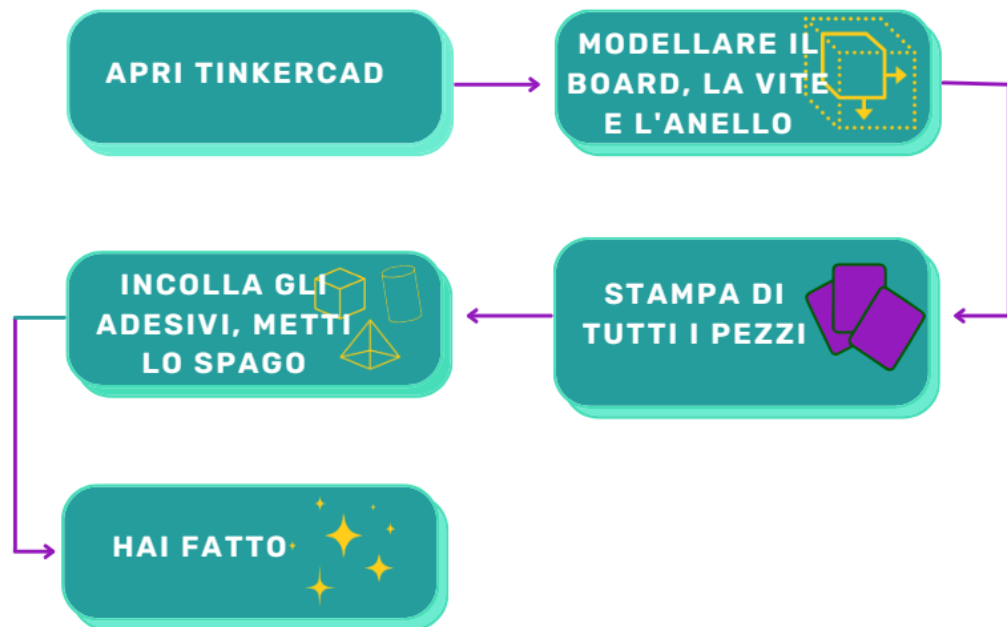 APRI TINKERCAD
MODELLARE IL
BOARD, LA VITE
E L'ANELLO
STAMPA DI
TUTTI I PEZZI
INCOLLA GLI
ADESIVI, METTI
LO SPAGO
HAI FATTO